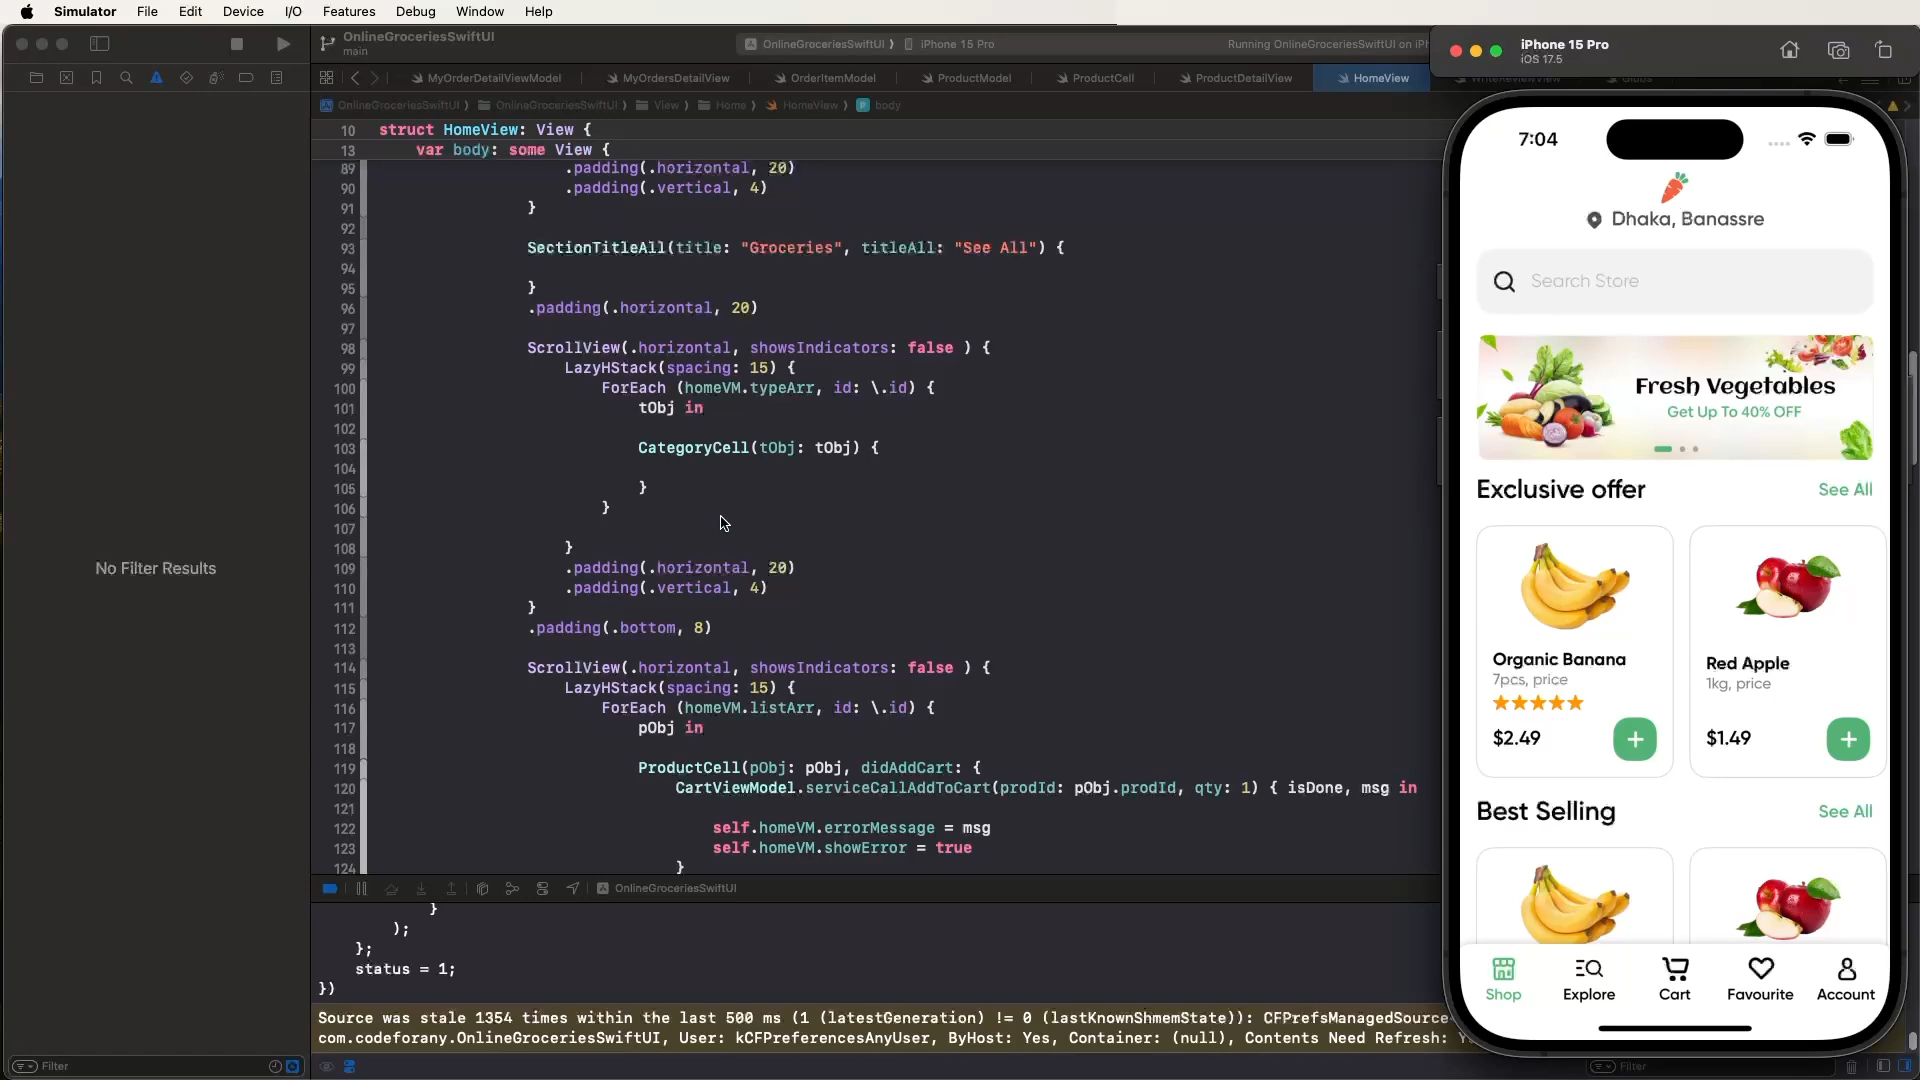 Simulator File Edit Device I/O Features Debug Window Help
OnlineGroceriesSwiftUI
main
OnlineGroceriesSwiftUI ⟩ iPhone 15 Pro
Running OnlineGroceriesSwiftUI on iPh
MyOrderDetailViewModel MyOrdersDetailView OrderItemModel ProductModel ProductCell ProductDetailView HomeView
OnlineGroceriesSwiftUI ⟩ OnlineGroceriesSwiftUI ⟩ View ⟩ Home ⟩ HomeView ⟩ body
10 struct HomeView: View {
13 var body: some View {
89 .padding(.horizontal, 20)
90 .padding(.vertical, 4)
91 }
92
93 SectionTitleAll(title: "Groceries", titleAll: "See All") {
94
95 }
96 .padding(.horizontal, 20)
97
98 ScrollView(.horizontal, showsIndicators: false ) {
99 LazyHStack(spacing: 15) {
100 ForEach (homeVM.typeArr, id: \.id) {
101 tObj in
102
103 CategoryCell(tObj: tObj) {
104
105 }
106 }
107
108 }
109 .padding(.horizontal, 20)
110 .padding(.vertical, 4)
111 }
112 .padding(.bottom, 8)
113
114 ScrollView(.horizontal, showsIndicators: false ) {
115 LazyHStack(spacing: 15) {
116 ForEach (homeVM.listArr, id: \.id) {
117 pObj in
118
119 ProductCell(pObj: pObj, didAddCart: {
120 CartViewModel.serviceCallAddToCart(prodId: pObj.prodId, qty: 1) { isDone, msg in
121
122 self.homeVM.errorMessage = msg
123 self.homeVM.showError = true
124 }
No Filter Results
OnlineGroceriesSwiftUI
}
);
};
status = 1;
})
Source was stale 1354 times within the last 500 ms (1 (latestGeneration) != 0 (lastKnownShmemState)): CFPrefsManagedSource
com.codeforany.OnlineGroceriesSwiftUI, User: kCFPreferencesAnyUser, ByHost: Yes, Container: (null), Contents Need Refresh: Y
Filter
Filter
iPhone 15 Pro
iOS 17.5
7:04
Dhaka, Banassre
Search Store
Fresh Vegetables
Get Up To 40% OFF
Exclusive offer See All
Organic Banana
7pcs, price
$2.49
Red Apple
1kg, price
$1.49
Best Selling See All
Shop Explore Cart Favourite Account